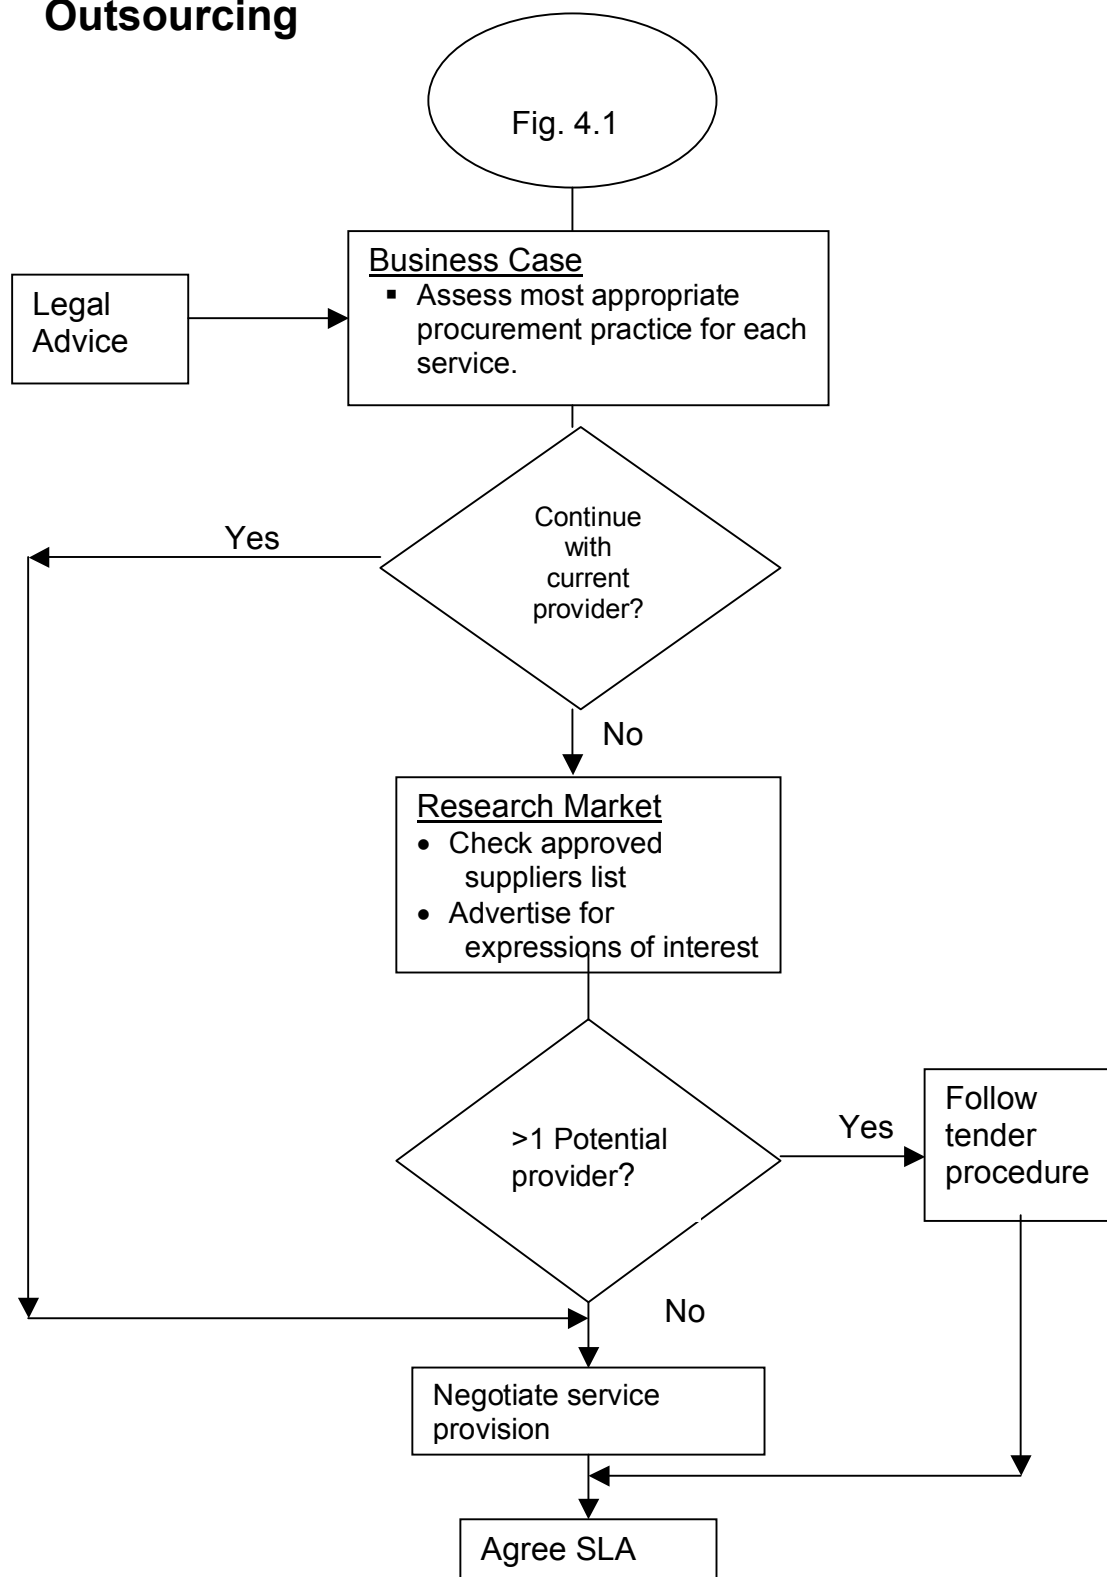 Outsourcing
Fig. 4.1
Business Case
▪ Assess most appropriate
procurement practice for each
service.
Legal
Advice
Continue
with
current
provider?
Yes
No
Research Market
• Check approved
suppliers list
• Advertise for
expressions of interest
>1 Potential
provider?
Yes
Follow
tender
procedure
No
Negotiate service
provision
Agree SLA